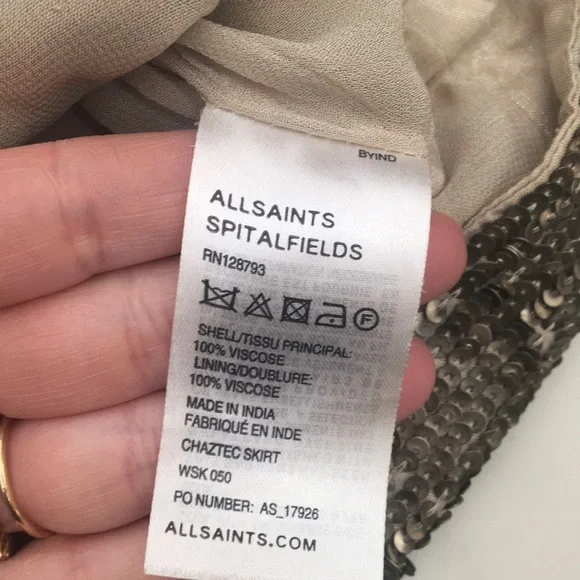 BYIND
ALLSAINTS
SPITALFIELDS
RN128793
F
SHELL/TISSU PRINCIPAL:
100% VISCOSE
LINING/DOUBLURE:
100% VISCOSE
MADE IN INDIA
FABRIQUÉ EN INDE
CHAZTEC SKIRT
WSK 050
PO NUMBER: AS_17926
ALLSAINTS.COM